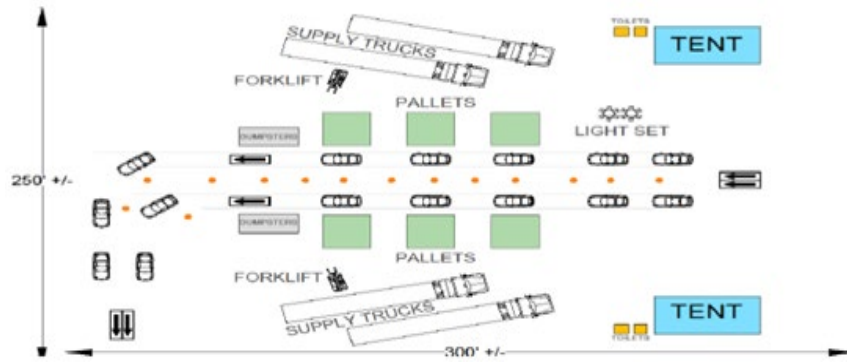 TOILETS
TENT
SUPPLY TRUCKS
FORKLIFT
PALLETS
LIGHT SET
DUMPSTERS
250' +/-
DUMPSTERS
PALLETS
FORKLIFT
SUPPLY TRUCKS
TENT
TOILETS
300' +/-